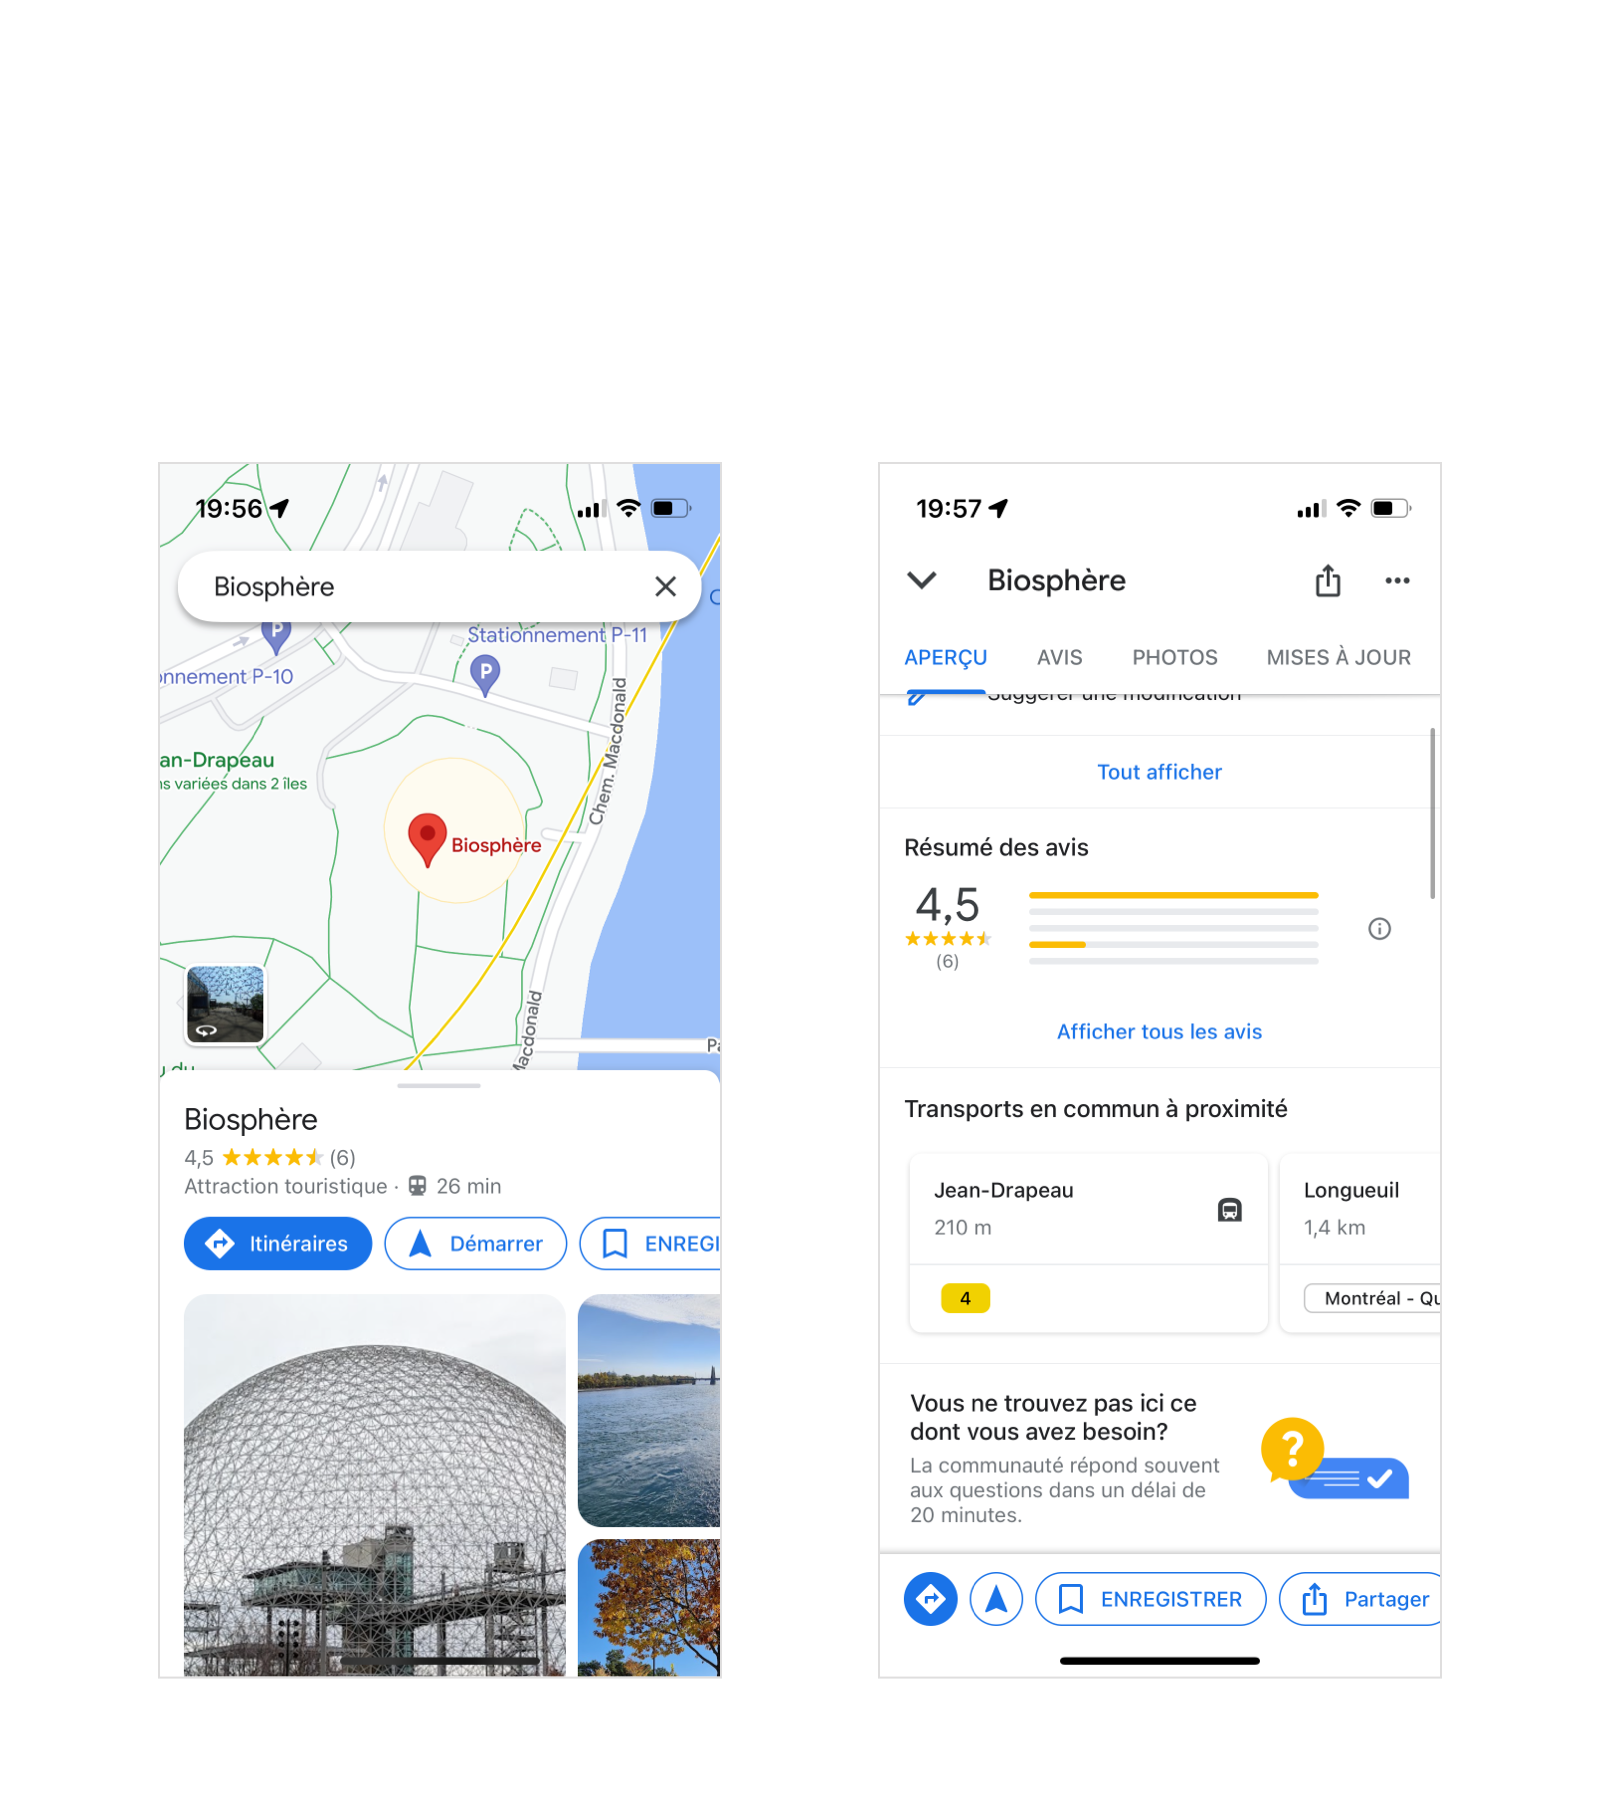 19:56
Biosphère
P
Stationnement P-11
P
onnement P-10
an-Drapeau
ns variées dans 2 îles
Chem. Macdonald
Biosphère
Macdonald
Pa
Biosphère
4,5 (6)
Attraction touristique · 26 min
Itinéraires
Démarrer
ENREGI
19:57
Biosphère
APERÇU
AVIS
PHOTOS
MISES À JOUR
Suggérer une modification
Tout afficher
Résumé des avis
4,5
(6)
Afficher tous les avis
Transports en commun à proximité
Jean-Drapeau
210 m
4
Longueuil
1,4 km
Montréal - Qu
Vous ne trouvez pas ici ce
dont vous avez besoin?
La communauté répond souvent
aux questions dans un délai de
20 minutes.
?
ENREGISTRER
Partager